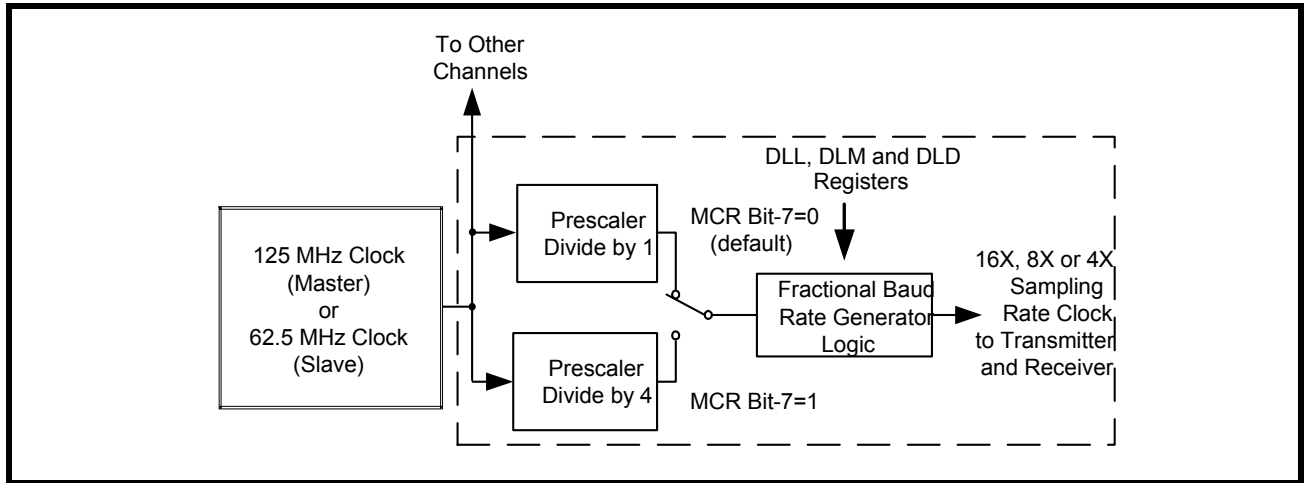 To Other
Channels
DLL, DLM and DLD
Registers
125 MHz Clock
(Master)
or
62.5 MHz Clock
(Slave)
Prescaler
Divide by 1
MCR Bit-7=0
(default)
Fractional Baud
Rate Generator
Logic
16X, 8X or 4X
Sampling
Rate Clock
to Transmitter
and Receiver
Prescaler
Divide by 4
MCR Bit-7=1